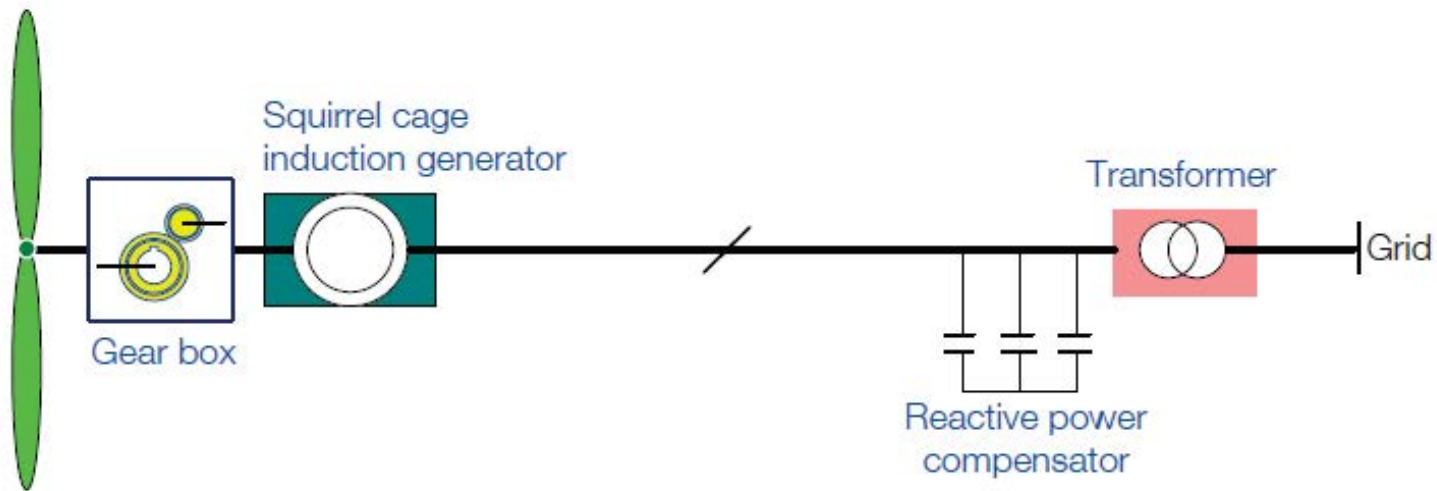 Squirrel cage
induction generator
Transformer
Grid
Gear box
Reactive power
compensator